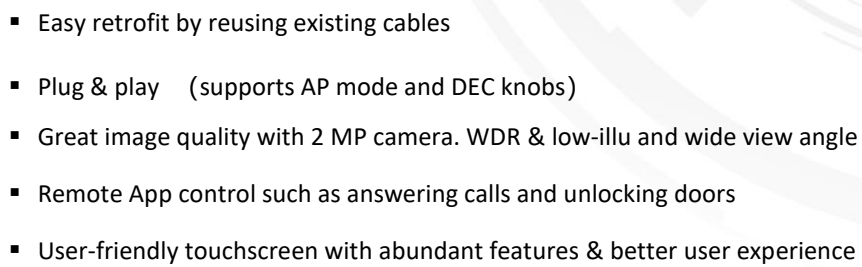 ▪ Easy retrofit by reusing existing cables
▪ Plug & play （supports AP mode and DEC knobs）
▪ Great image quality with 2 MP camera. WDR & low-illu and wide view angle
▪ Remote App control such as answering calls and unlocking doors
▪ User-friendly touchscreen with abundant features & better user experience